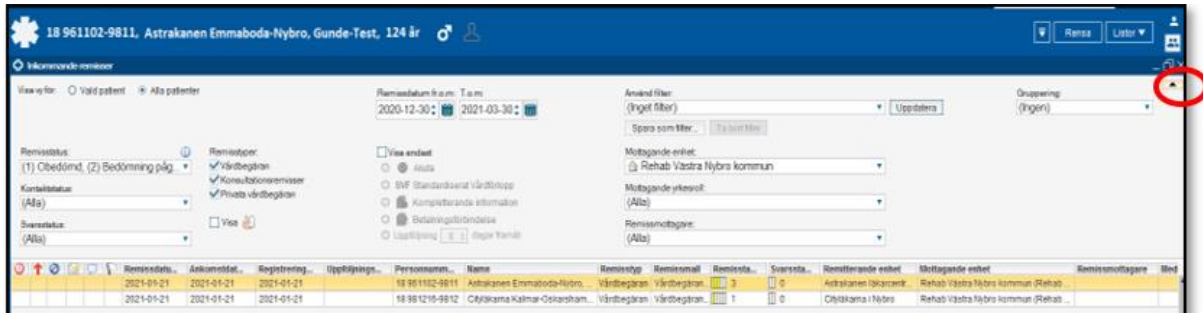 18 961102-9811, Astrakanen Emmaboda-Nybro, Gunde-Test, 124 år
Rensa Listor
Inkommande remisser
Visa vy för: Vald patient Alla patienter
Remissdatum fr.o.m: T.o.m:
2020-12-30 2021-03-30
Använd filter:
(Inget filter) Uppdatera
Gruppering:
(Ingen)
Spara som filter... Ta bort filter
Remisstatus:
(1) Obedömd, (2) Bedömning påg...
Kontaktstatus:
(Alla)
Svarsstatus:
(Alla)
Remisstyper:
Vårdbegäran
Konsultationsremisser
Privata vårdbegäran
Visa
Visa endast
Akuta
SVF Standardiserat Vårdförlopp
Kompletterande information
Betalningsförbindelse
Uppföljning dagar framåt
Mottagande enhet:
Rehab Västra Nybro kommun
Mottagande yrkesroll:
(Alla)
Remissmottagare:
(Alla)
Remissdatu... Ankomstdat... Registrering... Uppföljnings... Personnumm... Namn Remisstyp Remissmall Remissta... Svarssta... Remitterande enhet Mottagande enhet Remissmottagare Med
2021-01-21 2021-01-21 2021-01-21 18 961102-9811 Astrakanen Emmaboda-Nybro, ... Vårdbegäran Vårdbegäran... 3 0 Astrakanen läkarcentr... Rehab Västra Nybro kommun (Rehab ...
2021-01-21 2021-01-21 2021-01-21 18 981216-9812 Cityläkarna Kalmar-Oskarsham... Vårdbegäran Vårdbegäran... 1 0 Cityläkarna i Nybro Rehab Västra Nybro kommun (Rehab ...